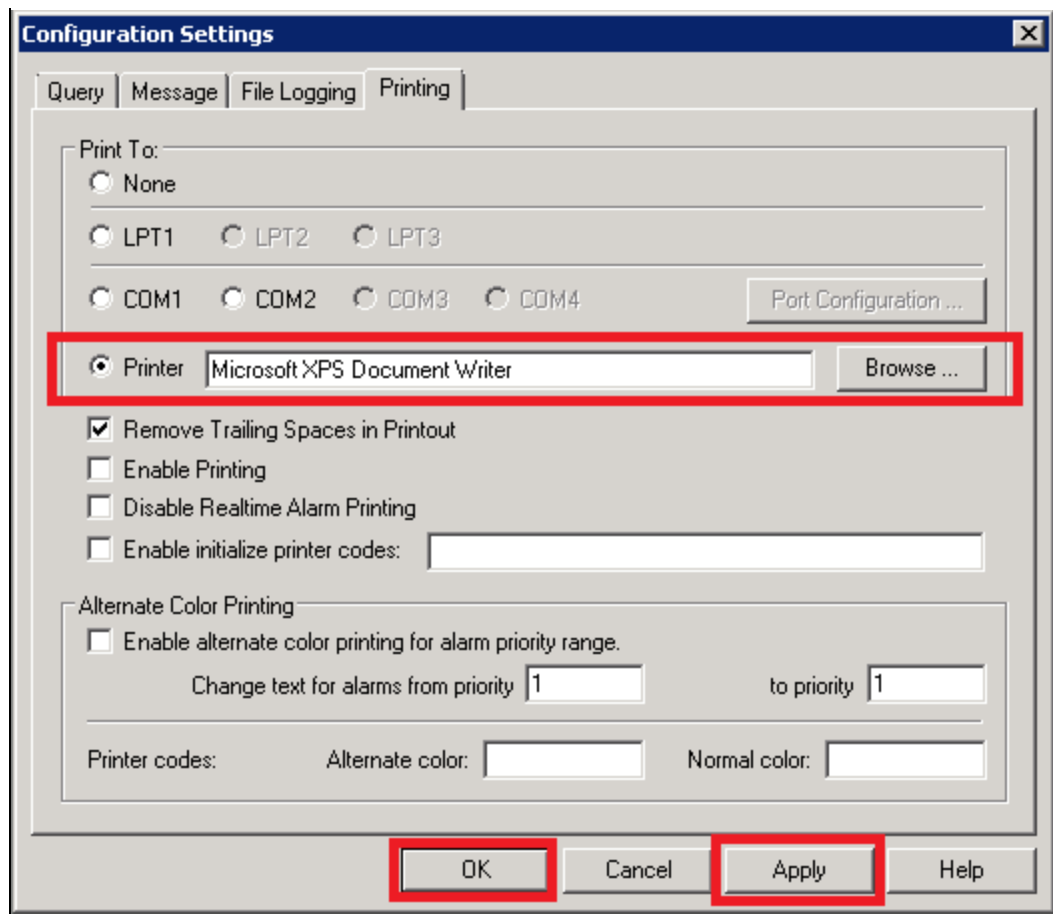 Configuration Settings
Query Message File Logging Printing
Print To:
None
LPT1 LPT2 LPT3
COM1 COM2 COM3 COM4 Port Configuration ...
Printer Microsoft XPS Document Writer Browse ...
Remove Trailing Spaces in Printout
Enable Printing
Disable Realtime Alarm Printing
Enable initialize printer codes:
Alternate Color Printing
Enable alternate color printing for alarm priority range.
Change text for alarms from priority 1 to priority 1
Printer codes: Alternate color: Normal color:
OK Cancel Apply Help